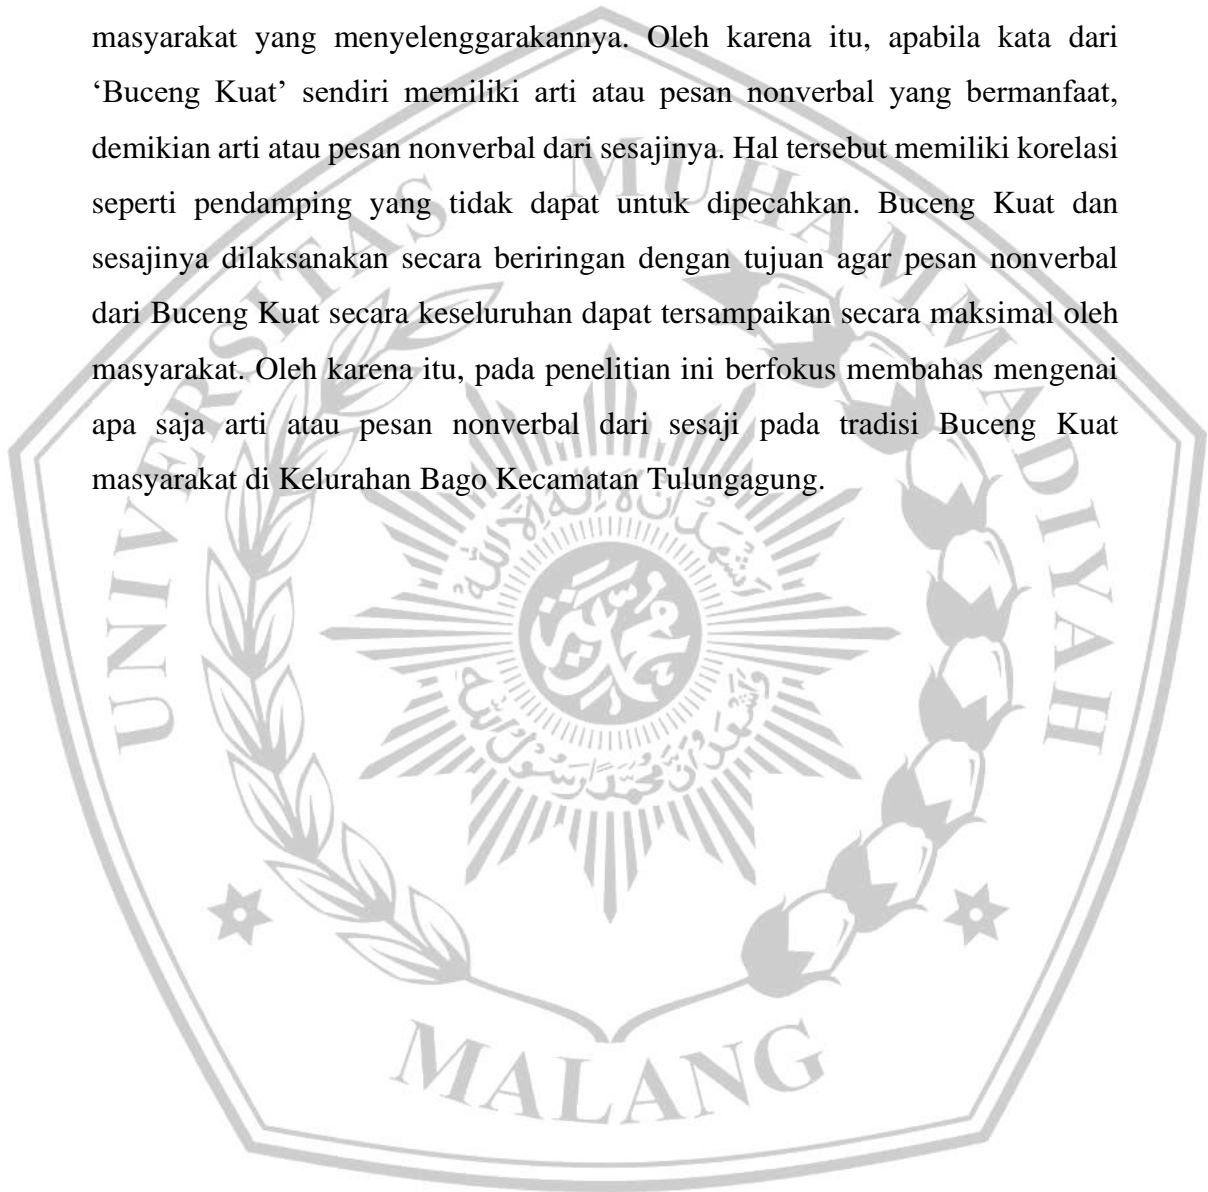 masyarakat yang menyelenggarakannya. Oleh karena itu, apabila kata dari
‘Buceng Kuat’ sendiri memiliki arti atau pesan nonverbal yang bermanfaat,
demikian arti atau pesan nonverbal dari sesajinya. Hal tersebut memiliki korelasi
seperti pendamping yang tidak dapat untuk dipecahkan. Buceng Kuat dan
sesajinya dilaksanakan secara beriringan dengan tujuan agar pesan nonverbal
dari Buceng Kuat secara keseluruhan dapat tersampaikan secara maksimal oleh
masyarakat. Oleh karena itu, pada penelitian ini berfokus membahas mengenai
apa saja arti atau pesan nonverbal dari sesaji pada tradisi Buceng Kuat
masyarakat di Kelurahan Bago Kecamatan Tulungagung.
UNIVERSITAS MUHAMMADIYAH
MALANG